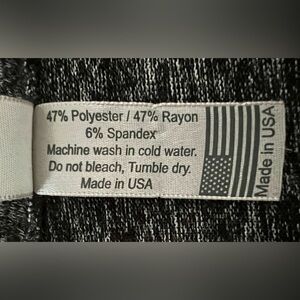 47% Polyester / 47% Rayon
6% Spandex
Machine wash in cold water.
Do not bleach, Tumble dry.
Made in USA
Made in USA